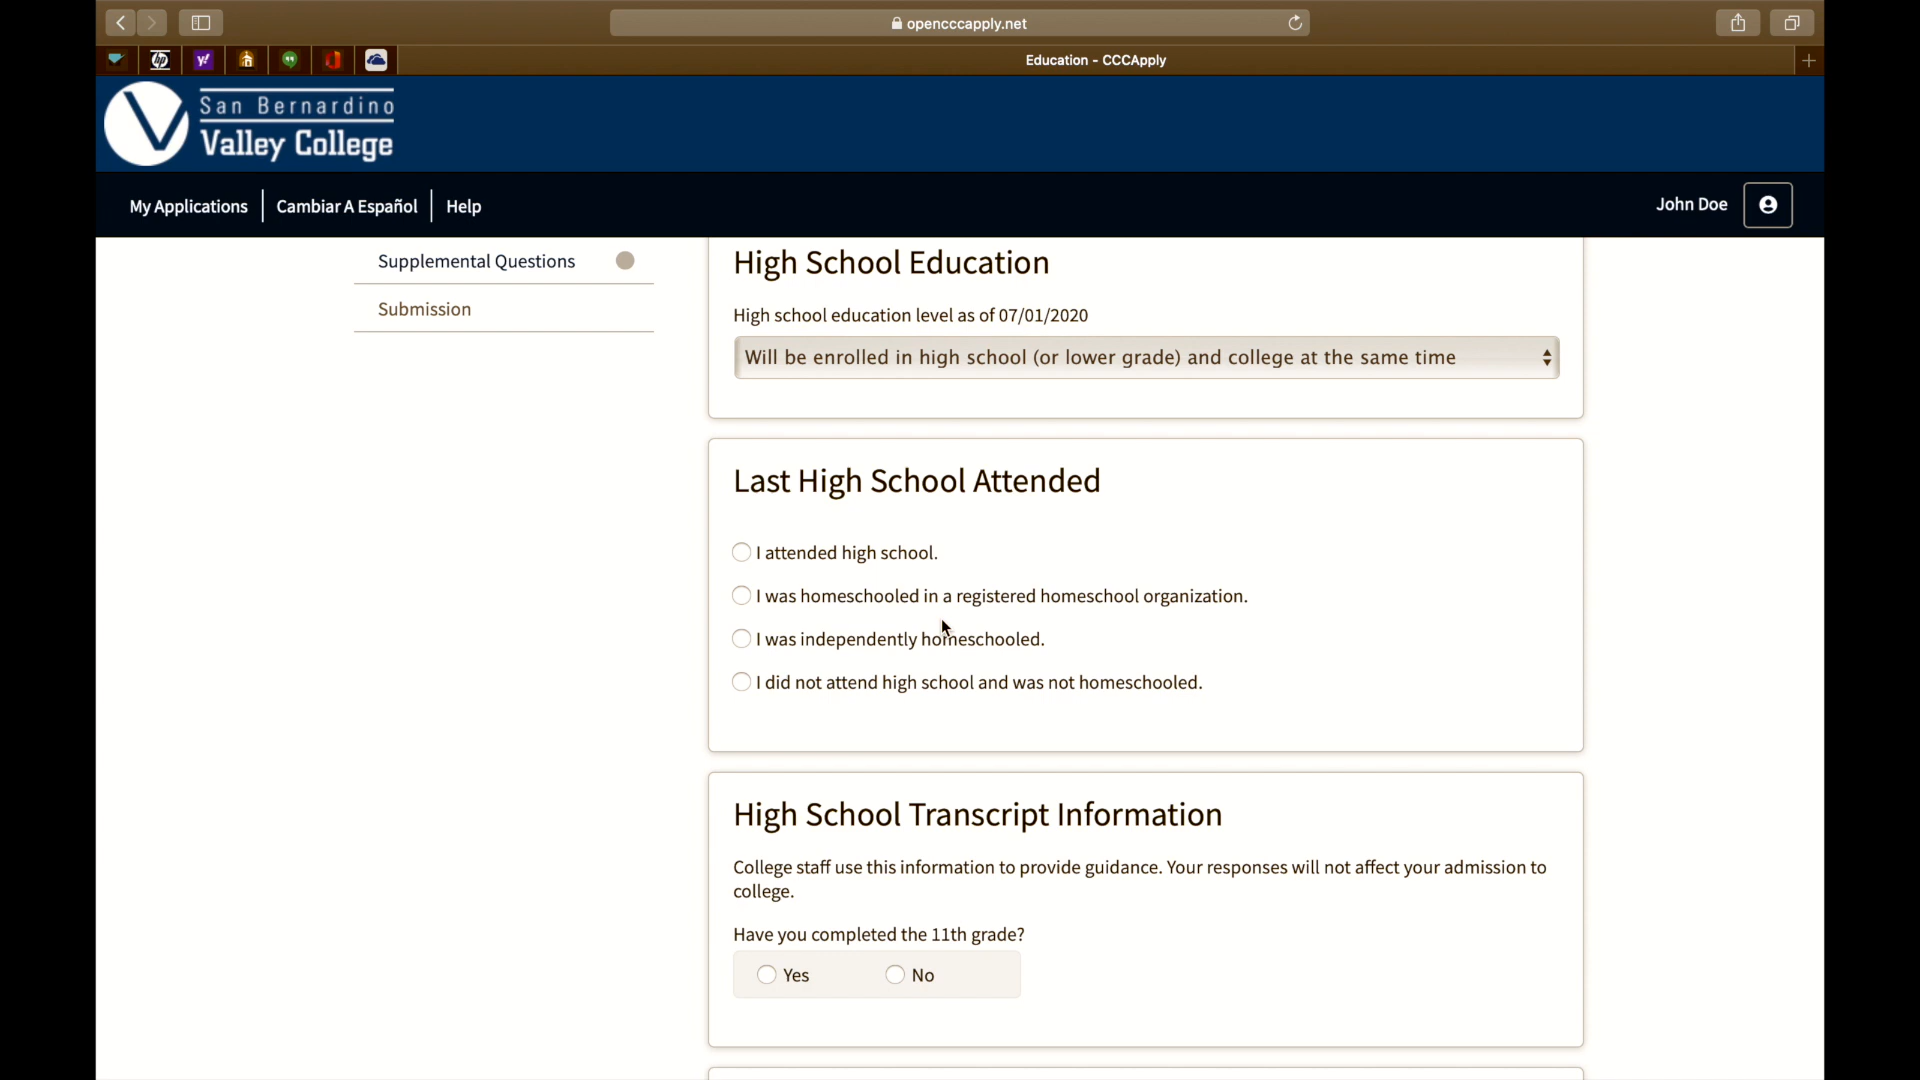 opencccapply.net
hp
y!
Education - CCCApply
San Bernardino
Valley College
My Applications
Cambiar A Español
Help
John Doe
Supplemental Questions
Submission
High School Education
High school education level as of 07/01/2020
Will be enrolled in high school (or lower grade) and college at the same time
Last High School Attended
I attended high school.
I was homeschooled in a registered homeschool organization.
I was independently homeschooled.
I did not attend high school and was not homeschooled.
High School Transcript Information
College staff use this information to provide guidance. Your responses will not affect your admission to
college.
Have you completed the 11th grade?
Yes No